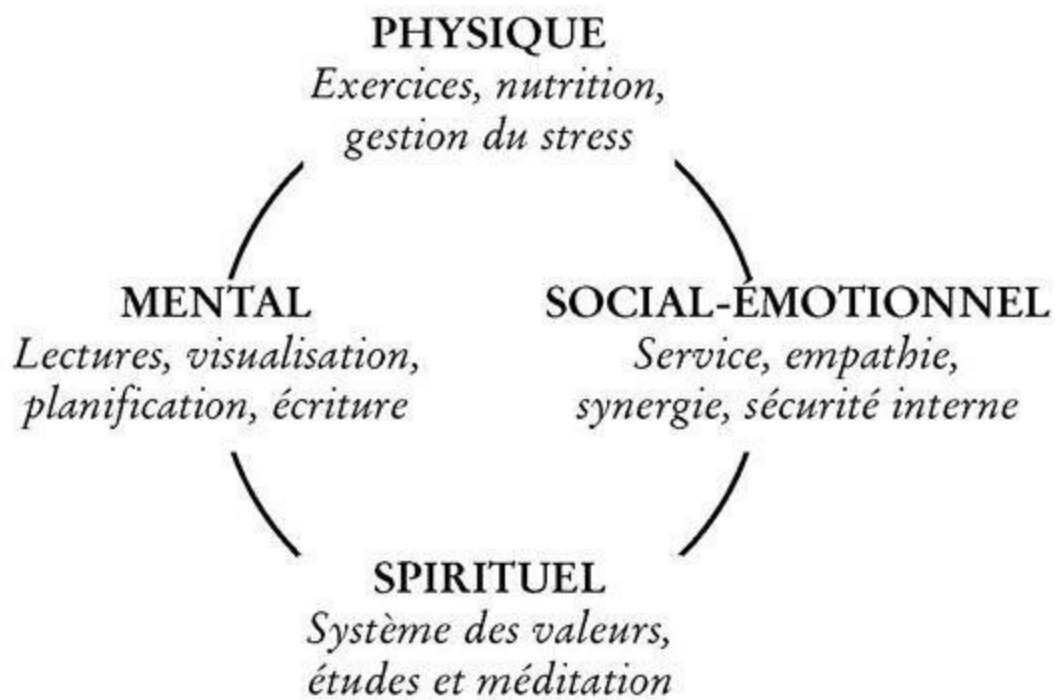 PHYSIQUE
Exercices, nutrition,
gestion du stress
MENTAL
Lectures, visualisation,
planification, écriture
SOCIAL-ÉMOTIONNEL
Service, empathie,
synergie, sécurité interne
SPIRITUEL
Système des valeurs,
études et méditation